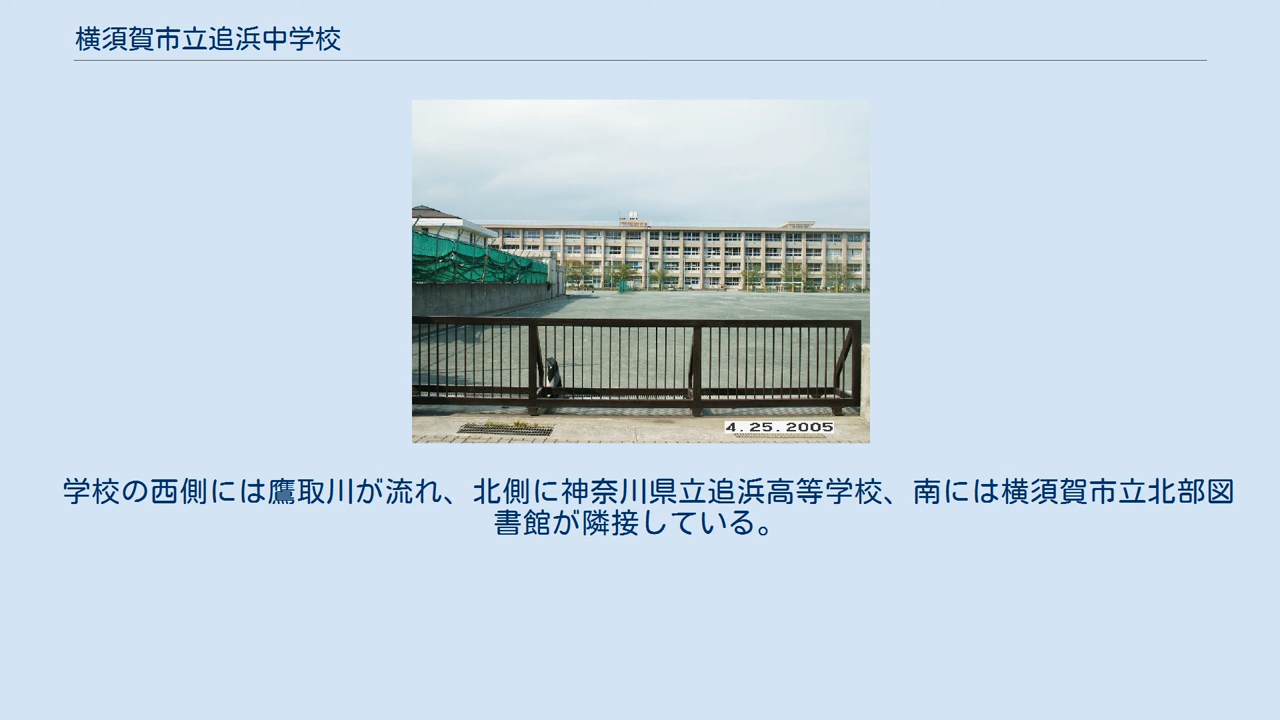 横須賀市立追浜中学校
4.25.2005
学校の西側には鷹取川が流れ、北側に神奈川県立追浜高等学校、南には横須賀市立北部図
書館が隣接している。